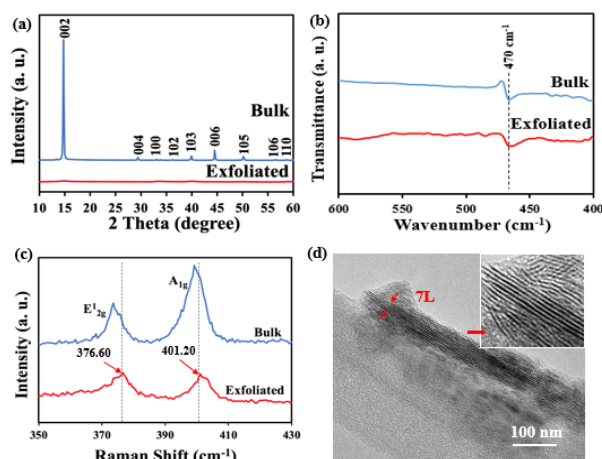 (a)
002
Bulk
004
100
102
103
006
105
106
110
Exfoliated
Intensity (a. u.)
10 15 20 25 30 35 40 45 50 55 60
2 Theta (degree)
(b)
470 cm-1
Bulk
Exfoliated
Transmittance (a. u.)
600 550 500 450 400
Wavenumber (cm-1)
(c)
A1g
E12g
Bulk
376.60
401.20
Exfoliated
Intensity (a. u.)
350 370 390 410 430
Raman Shift (cm-1)
(d)
7L
100 nm